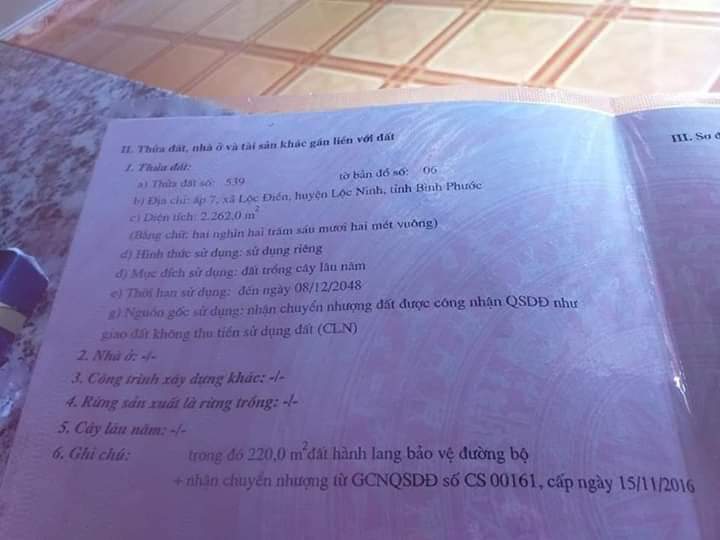 II. Thửa đất, nhà ở và tài sản khác gắn liền với đất
1. Thửa đất:
a) Thửa đất số: 539 tờ bản đồ số: 06
b) Địa chỉ: ấp 7, xã Lộc Điền, huyện Lộc Ninh, tỉnh Bình Phước
c) Diện tích: 2.262,0 m²
(Bằng chữ: hai nghìn hai trăm sáu mươi hai mét vuông)
d) Hình thức sử dụng: sử dụng riêng
đ) Mục đích sử dụng: đất trồng cây lâu năm
e) Thời hạn sử dụng: đến ngày 08/12/2048
g) Nguồn gốc sử dụng: nhận chuyển nhượng đất được công nhận QSDĐ như
giao đất không thu tiền sử dụng đất (CLN)
2. Nhà ở: -/-
3. Công trình xây dựng khác: -/-
4. Rừng sản xuất là rừng trồng: -/-
5. Cây lâu năm: -/-
6. Ghi chú: trong đó 220,0 m² đất hành lang bảo vệ đường bộ
+ nhận chuyển nhượng từ GCNQSDĐ số CS 00161, cấp ngày 15/11/2016
III. Sơ đ